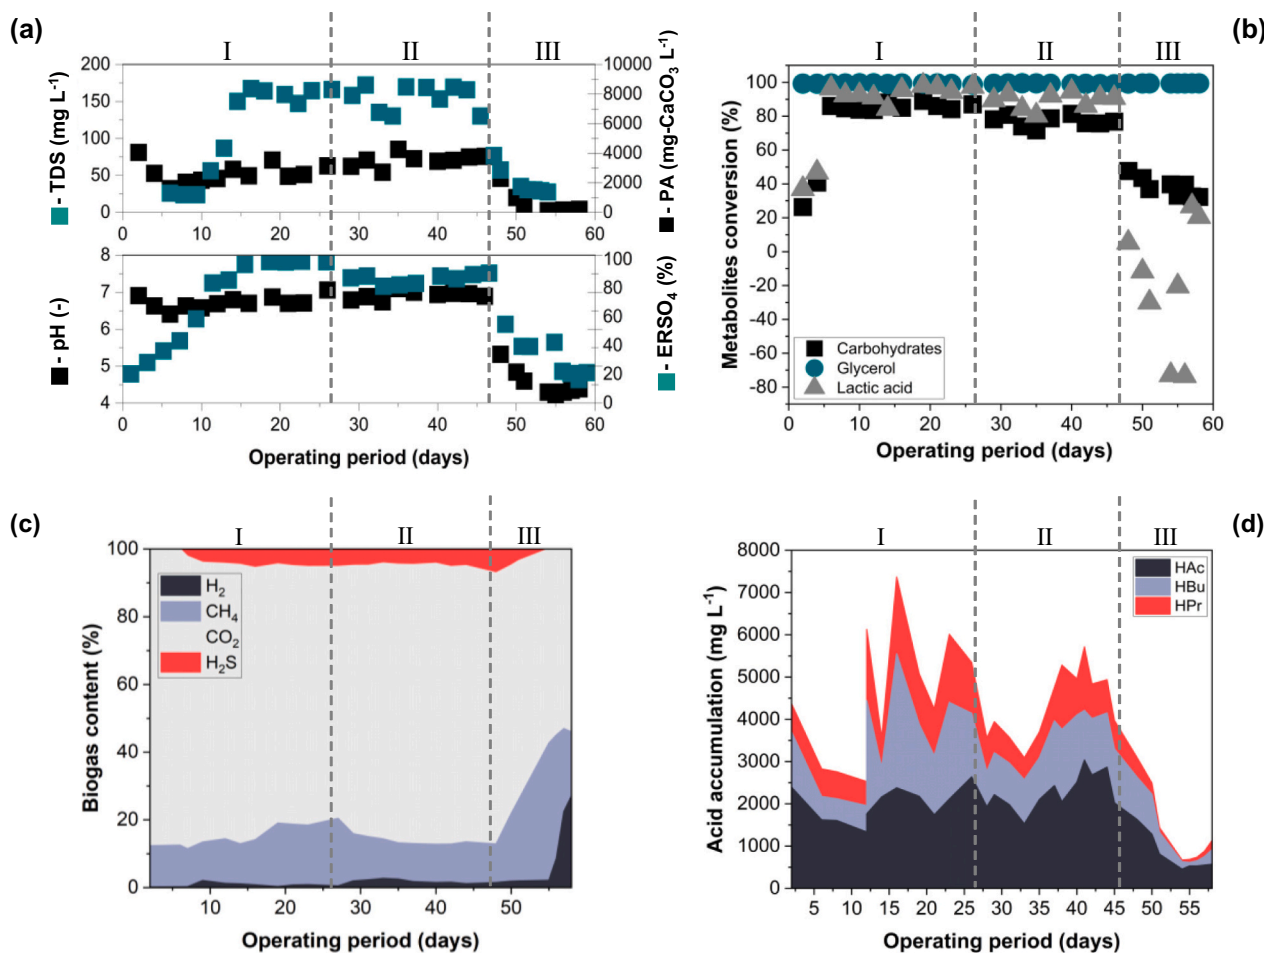 (a)
I II III
200
150
100
50
0
10000
8000
6000
4000
2000
0
0 10 20 30 40 50 60
- TDS (mg L-1)
- PA (mg-CaCO3 L-1)
8
7
6
5
4
100
80
60
40
20
0
0 10 20 30 40 50 60
- pH (-)
- ERSO4 (%)
Operating period (days)
(b)
I II III
100
80
60
40
20
0
-20
-40
-60
-80
Metabolites conversion (%)
Carbohydrates
Glycerol
Lactic acid
0 10 20 30 40 50 60
Operating period (days)
(c)
I II III
100
80
60
40
20
0
Biogas content (%)
H2
CH4
CO2
H2S
10 20 30 40 50
Operating period (days)
(d)
I II III
8000
7000
6000
5000
4000
3000
2000
1000
0
Acid accumulation (mg L-1)
HAc
HBu
HPr
5 10 15 20 25 30 35 40 45 50 55
Operating period (days)